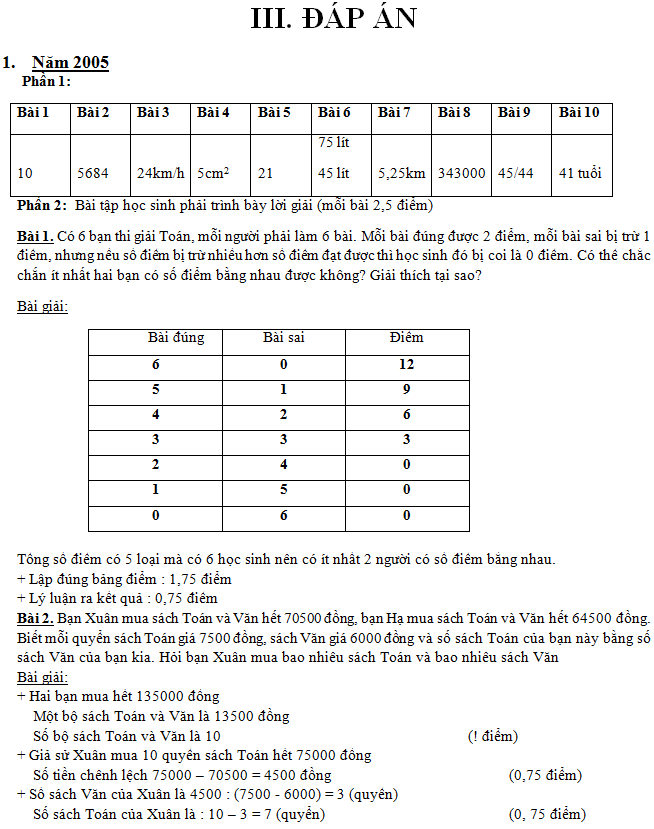 III. ĐÁP ÁN
1. Năm 2005
Phần 1:
Bài 1 Bài 2 Bài 3 Bài 4 Bài 5 Bài 6 Bài 7 Bài 8 Bài 9 Bài 10
75 lít
10 5684 24km/h 5cm² 21 45 lít 5,25km 343000 45/44 41 tuổi
Phần 2: Bài tập học sinh phải trình bày lời giải (mỗi bài 2,5 điểm)
Bài 1. Có 6 bạn thi giải Toán, mỗi người phải làm 6 bài. Mỗi bài đúng được 2 điểm, mỗi bài sai bị trừ 1
điểm, nhưng nếu số điểm bị trừ nhiều hơn số điểm đạt được thì học sinh đó bị coi là 0 điểm. Có thể chắc
chắn ít nhất hai bạn có số điểm bằng nhau được không? Giải thích tại sao?
Bài giải:
Bài đúng Bài sai Điểm
6 0 12
5 1 9
4 2 6
3 3 3
2 4 0
1 5 0
0 6 0
Tổng số điểm có 5 loại mà có 6 học sinh nên có ít nhất 2 người có số điểm bằng nhau.
+ Lập đúng bảng điểm : 1,75 điểm
+ Lý luận ra kết quả : 0,75 điểm
Bài 2. Bạn Xuân mua sách Toán và Văn hết 70500 đồng, bạn Hạ mua sách Toán và Văn hết 64500 đồng.
Biết mỗi quyển sách Toán giá 7500 đồng, sách Văn giá 6000 đồng và số sách Toán của bạn này bằng số
sách Văn của bạn kia. Hỏi bạn Xuân mua bao nhiêu sách Toán và bao nhiêu sách Văn
Bài giải:
+ Hai bạn mua hết 135000 đồng
Một bộ sách Toán và Văn là 13500 đồng
Số bộ sách Toán và Văn là 10 (! điểm)
+ Giả sử Xuân mua 10 quyển sách Toán hết 75000 đồng
Số tiền chênh lệch 75000 – 70500 = 4500 đồng (0,75 điểm)
+ Số sách Văn của Xuân là 4500 : (7500 - 6000) = 3 (quyển)
Số sách Toán của Xuân là : 10 – 3 = 7 (quyển) (0, 75 điểm)